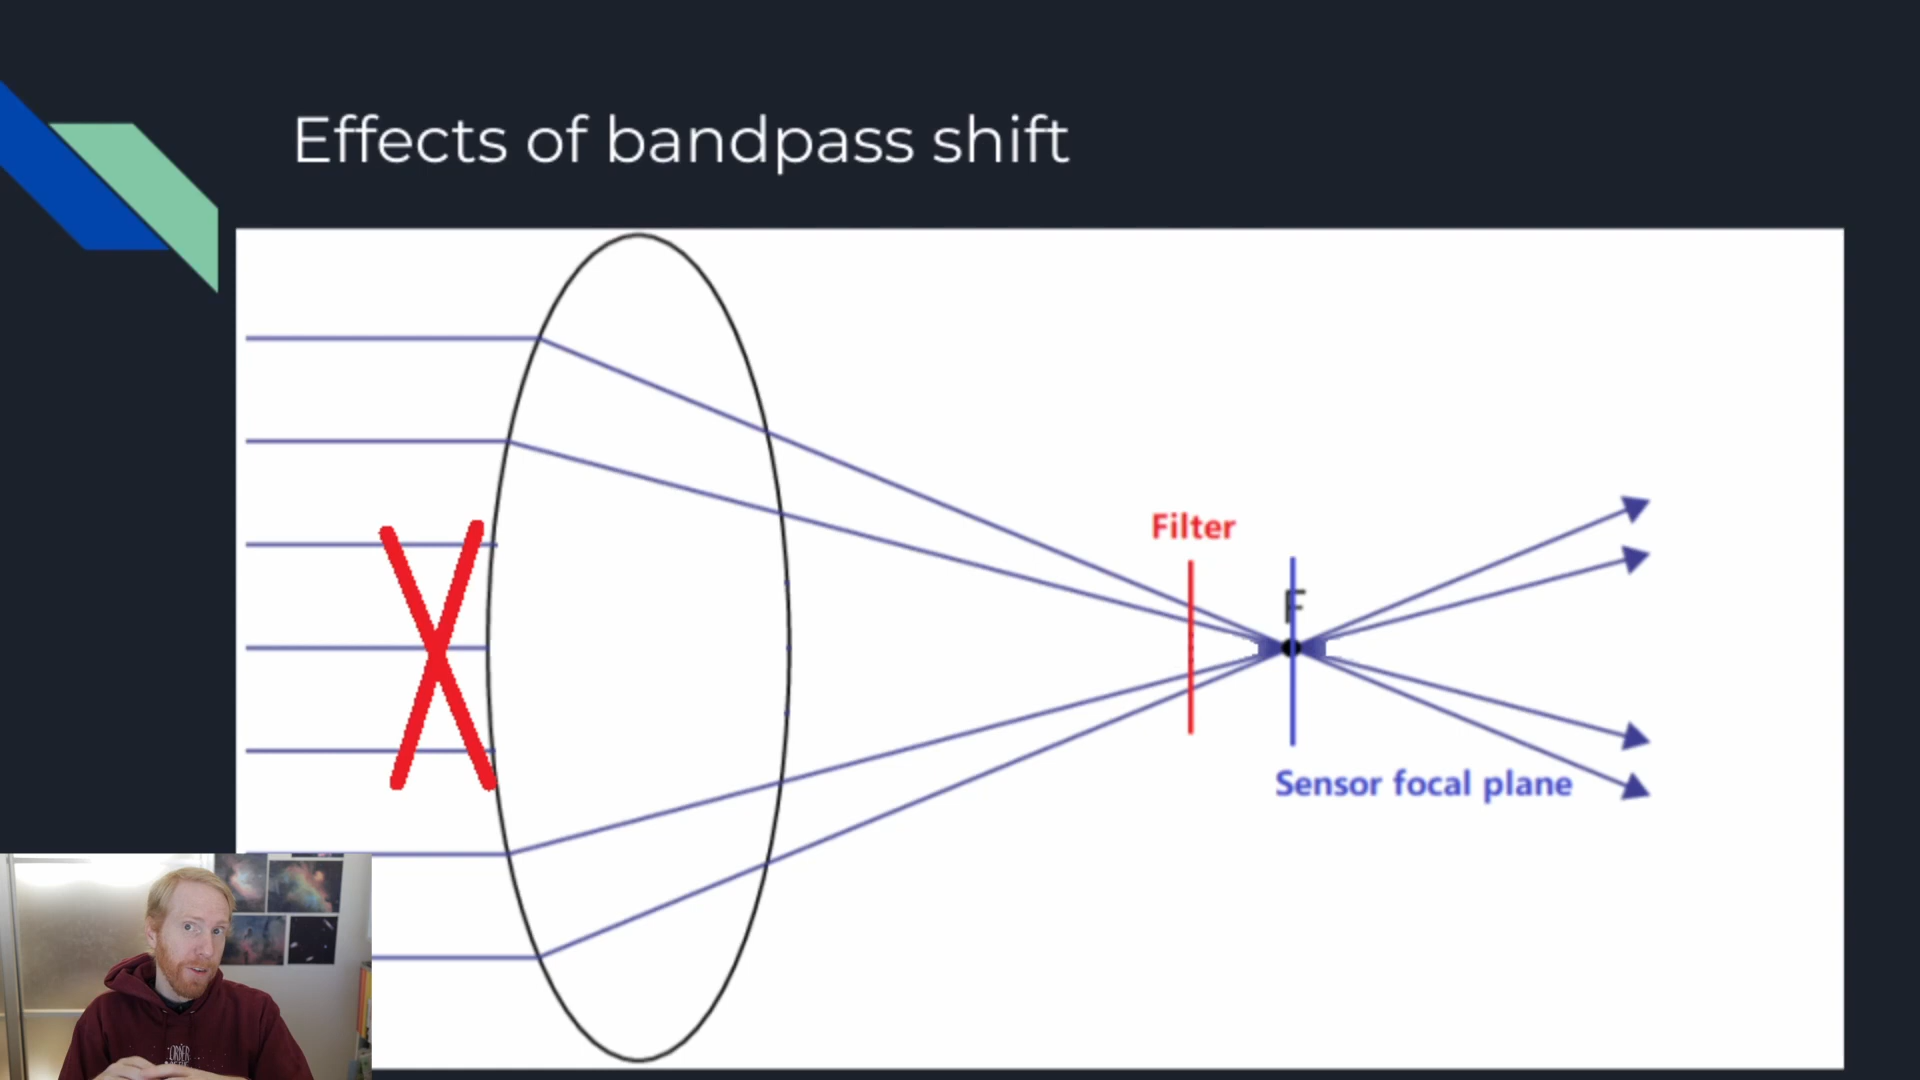 Effects of bandpass shift
Filter
F
Sensor focal plane